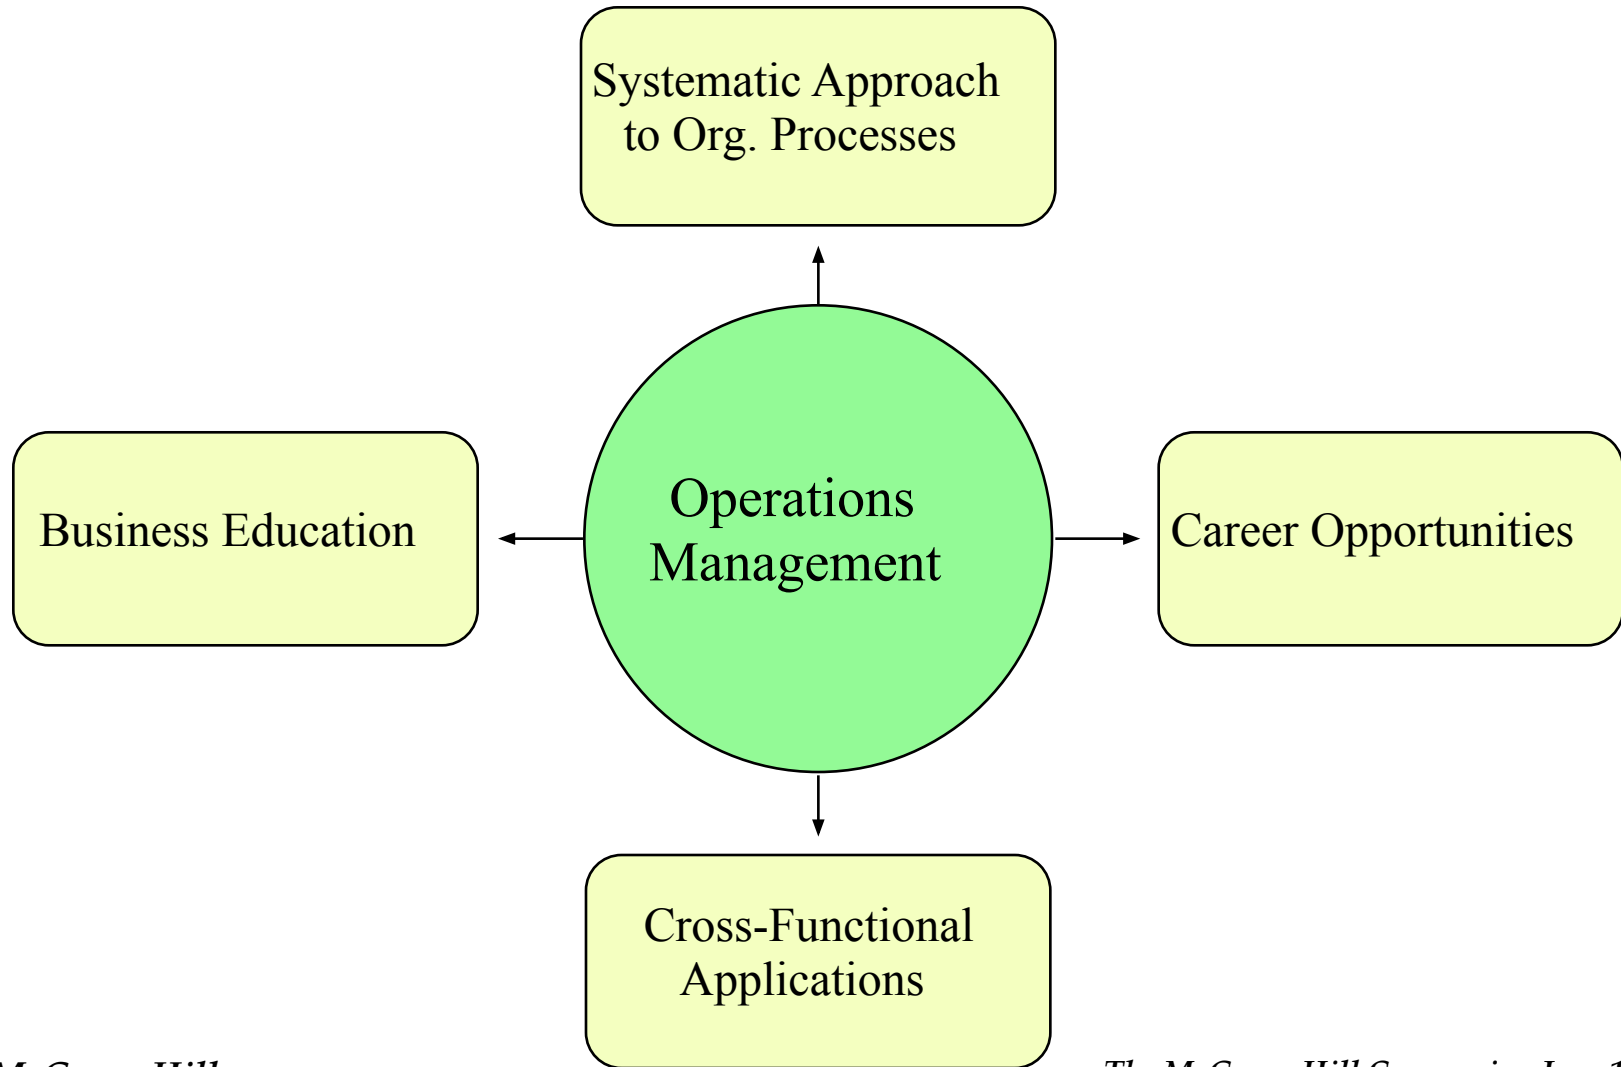 Systematic Approach
to Org. Processes
Business Education
Operations
Management
Career Opportunities
Cross-Functional
Applications